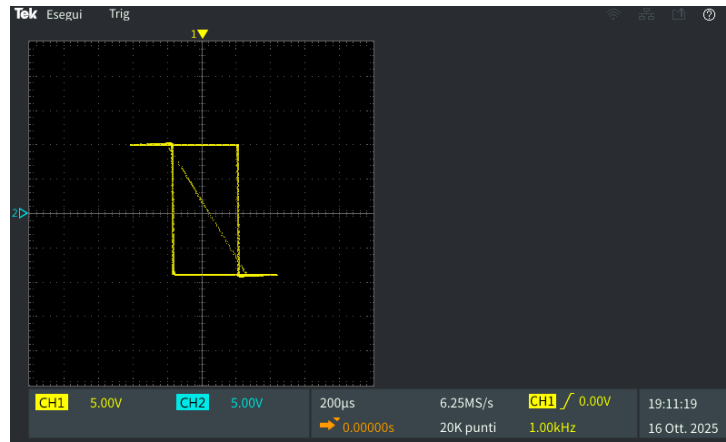 Tek Esegui Trig
1
2
CH1 5.00V CH2 5.00V 200µs 6.25MS/s CH1 0.00V 19:11:19
0.00000s 20K punti 1.00kHz 16 Ott. 2025